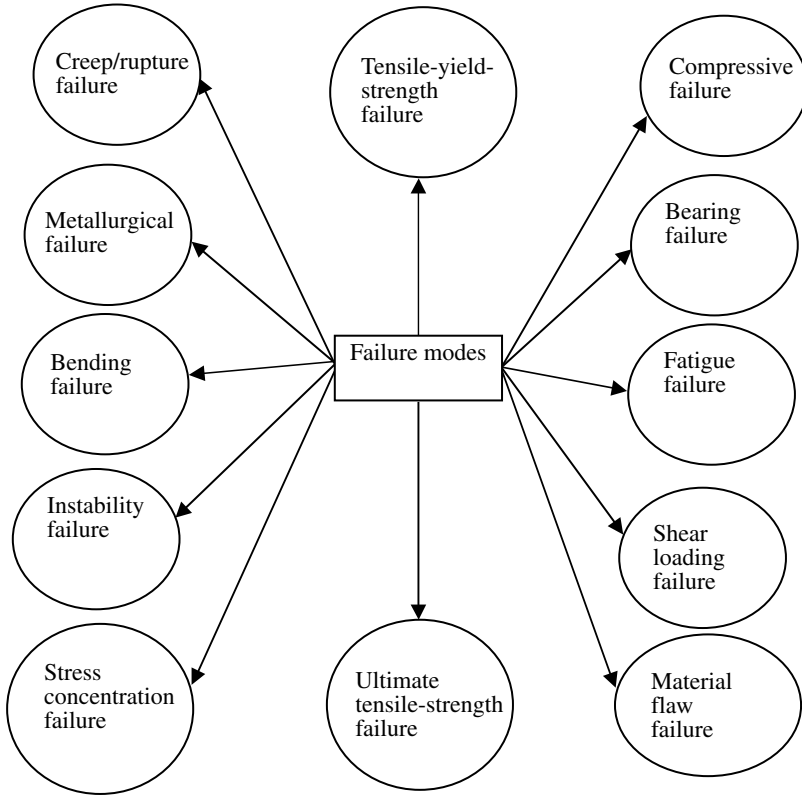 Creep/rupture
failure
Tensile-yield-
strength
failure
Compressive
failure
Metallurgical
failure
Bearing
failure
Bending
failure
Failure modes
Fatigue
failure
Instability
failure
Shear
loading
failure
Stress
concentration
failure
Ultimate
tensile-strength
failure
Material
flaw
failure